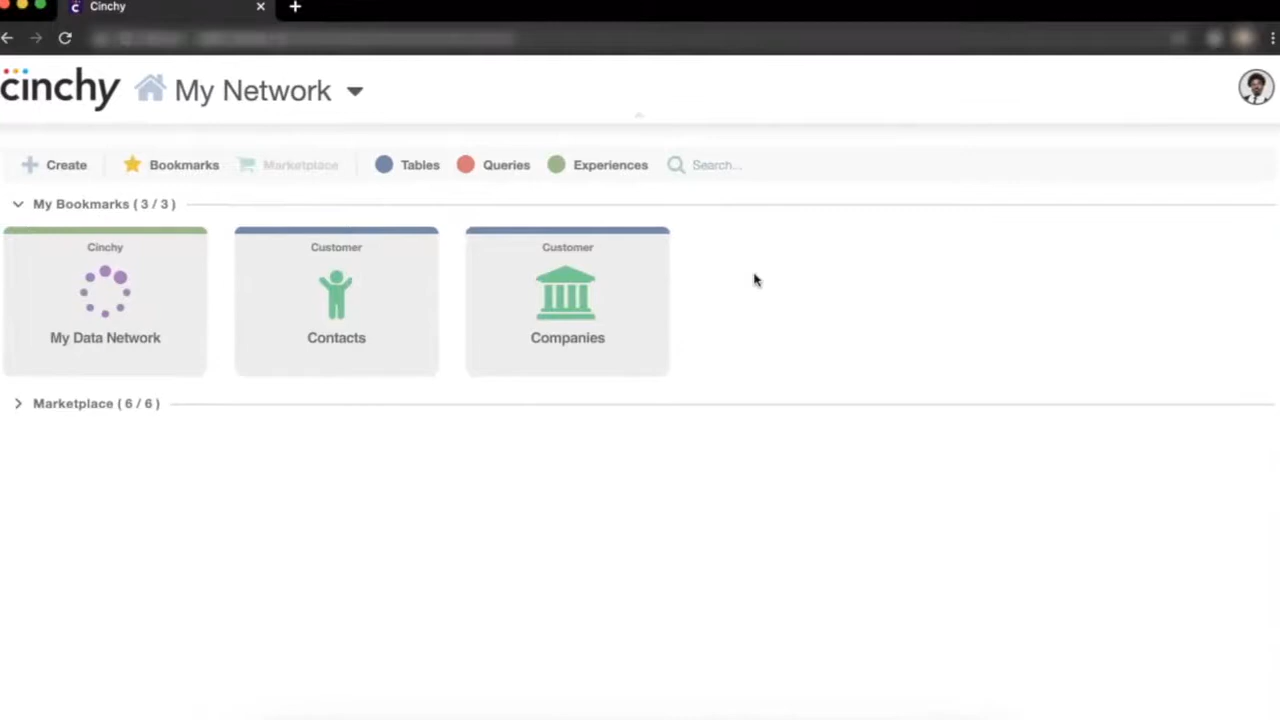 Cinchy
cinchy My Network
Create Bookmarks Marketplace Tables Queries Experiences Search...
My Bookmarks ( 3 / 3 )
Cinchy
My Data Network
Customer
Contacts
Customer
Companies
Marketplace ( 6 / 6 )